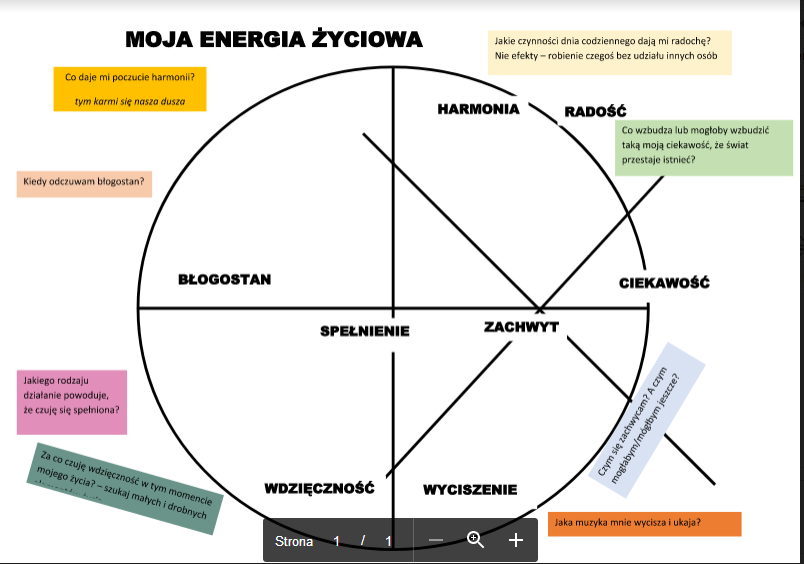 MOJA ENERGIA ŻYCIOWA
Jakie czynności dnia codziennego dają mi radochę?
Nie efekty – robienie czegoś bez udziału innych osób
Co daje mi poczucie harmonii?
tym karmi się nasza dusza
HARMONIA
RADOŚĆ
Co wzbudza lub mogłoby wzbudzić
taką moją ciekawość, że świat
przestaje istnieć?
Kiedy odczuwam błogostan?
BŁOGOSTAN
CIEKAWOŚĆ
SPEŁNIENIE
ZACHWYT
Jakiego rodzaju
działanie powoduje,
że czuję się spełniona?
Czym się zachwycam? A czym
mogłabym/mógłbym jeszcze?
Za co czuję wdzięczność w tym momencie
mojego życia? – szukaj małych i drobnych
WDZIĘCZNOŚĆ
WYCISZENIE
Jaka muzyka mnie wycisza i ukaja?
Strona 1 / 1